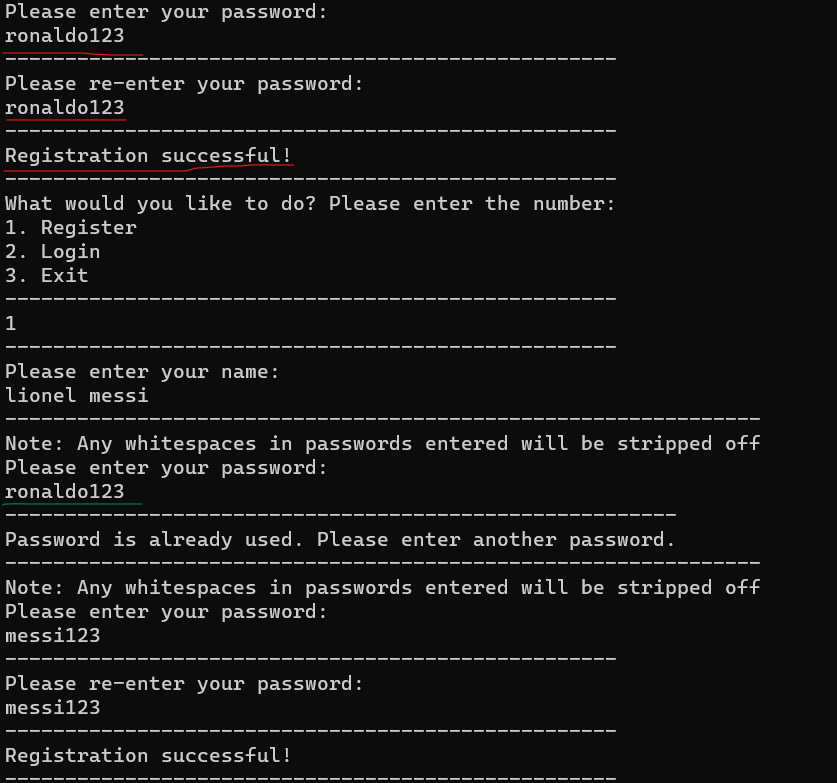 Please enter your password:
ronaldo123
---------------------------------------------------
Please re-enter your password:
ronaldo123
---------------------------------------------------
Registration successful!
---------------------------------------------------
What would you like to do? Please enter the number:
1. Register
2. Login
3. Exit
---------------------------------------------------
1
---------------------------------------------------
Please enter your name:
lionel messi
---------------------------------------------------------------
Note: Any whitespaces in passwords entered will be stripped off
Please enter your password:
ronaldo123
--------------------------------------------------------
Password is already used. Please enter another password.
---------------------------------------------------------------
Note: Any whitespaces in passwords entered will be stripped off
Please enter your password:
messi123
---------------------------------------------------
Please re-enter your password:
messi123
---------------------------------------------------
Registration successful!
---------------------------------------------------